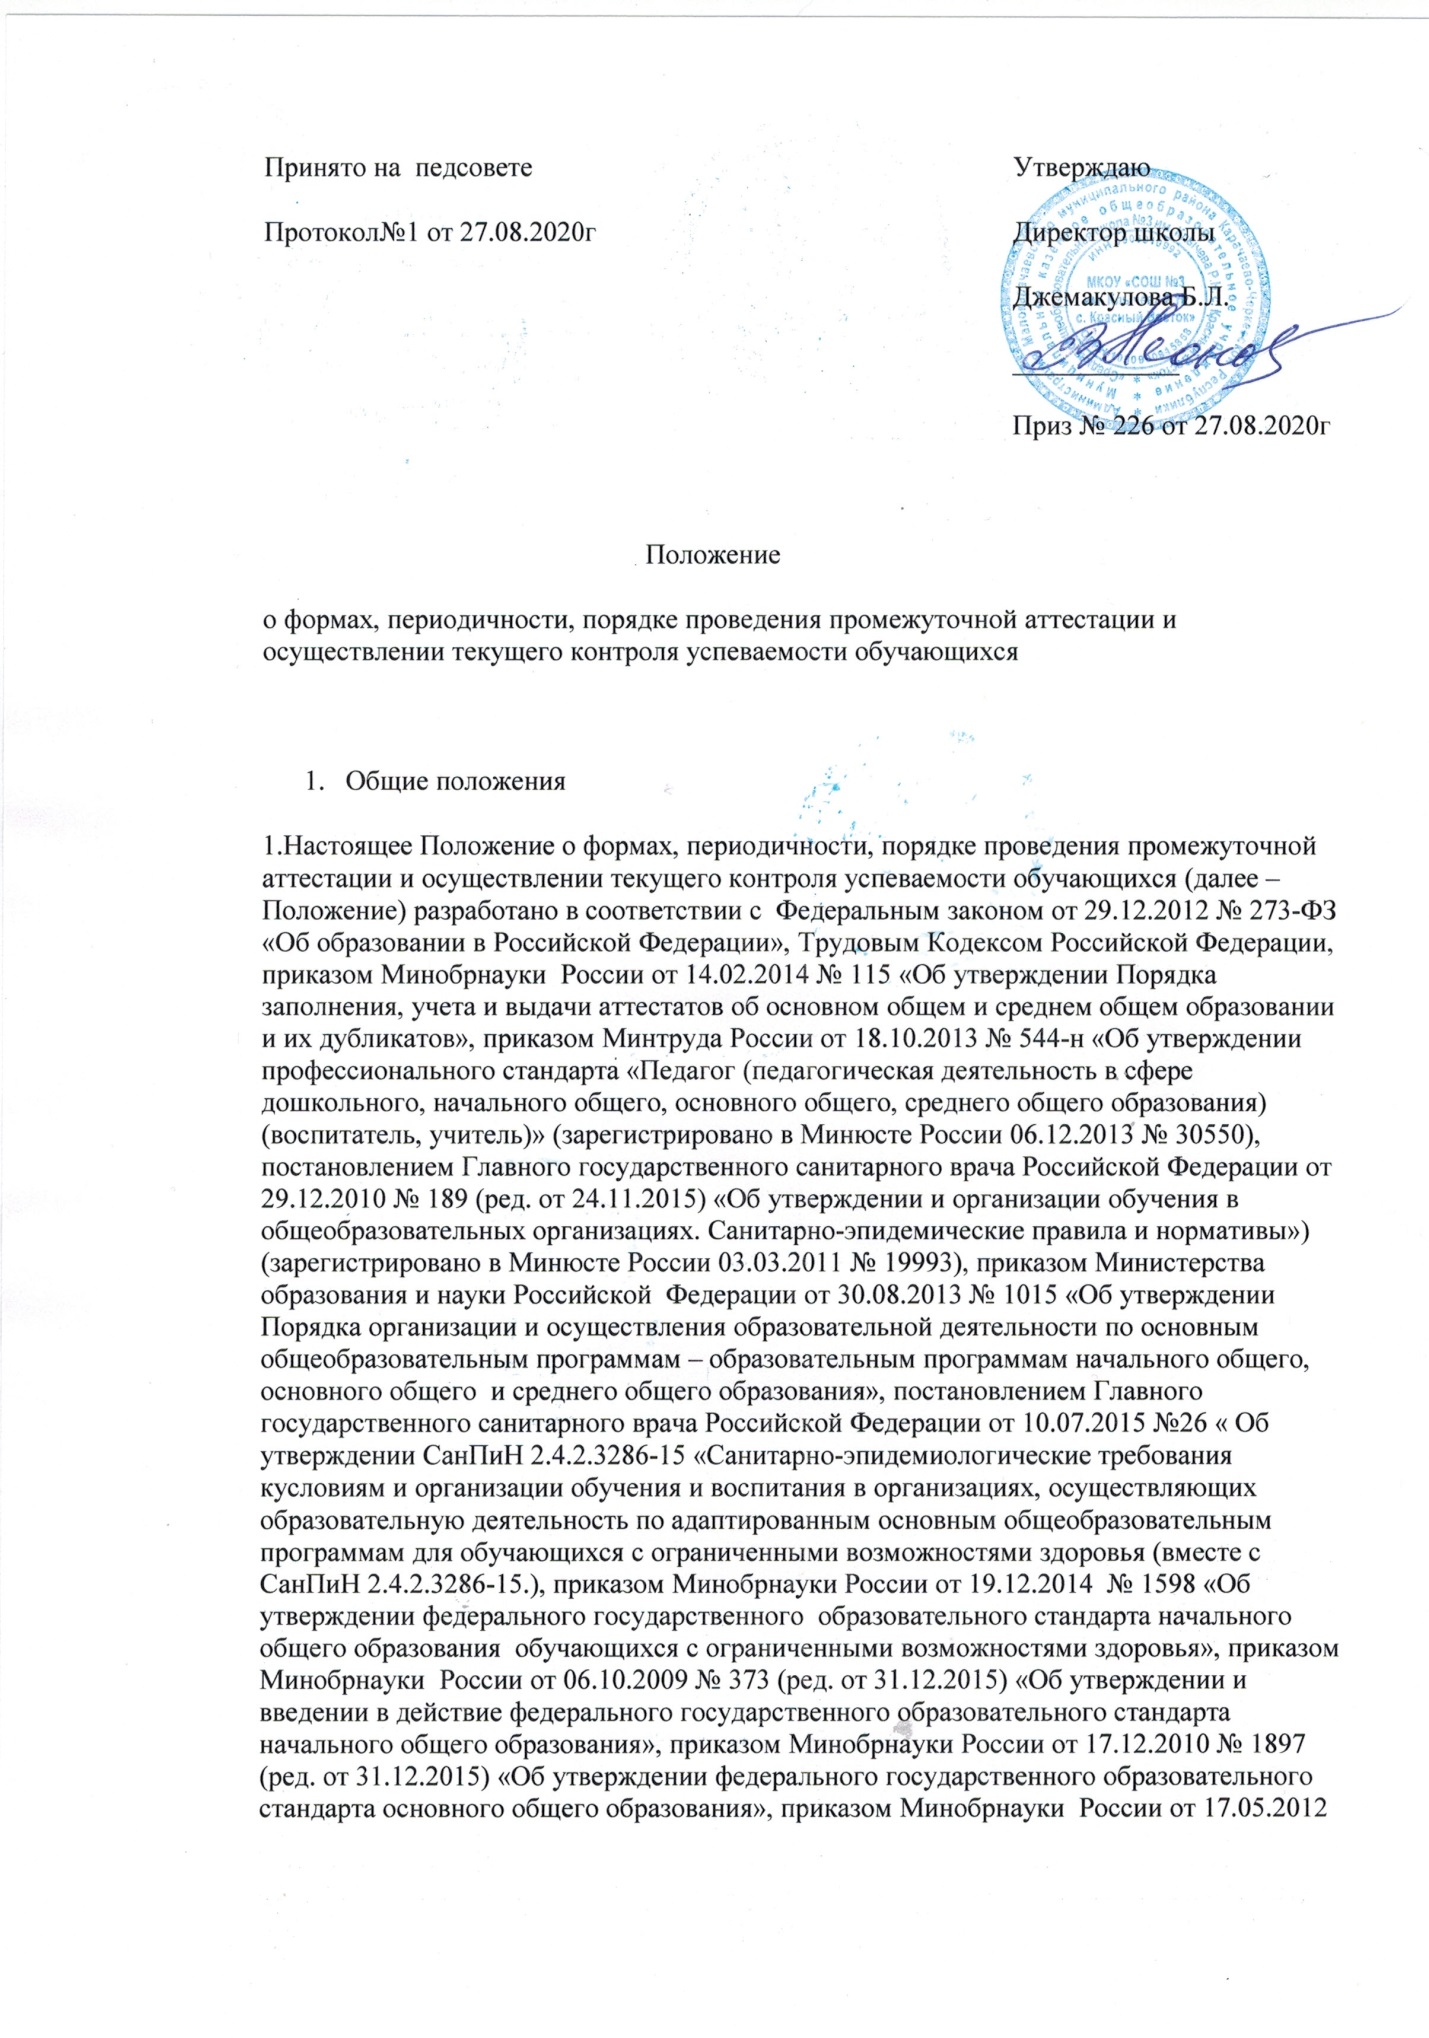 Принято на  педсовете
Протокол№1 от 27.08.2020г
Утверждаю
Директор школы
Джемакулова Б.Л.
МКОУ «СОШ №3
с. Красный Восток»
Приз № 226 от 27.08.2020г
Положение
о формах, периодичности, порядке проведения промежуточной аттестации и
осуществлении текущего контроля успеваемости обучающихся
1.   Общие положения
1.Настоящее Положение о формах, периодичности, порядке проведения промежуточной
аттестации и осуществлении текущего контроля успеваемости обучающихся (далее –
Положение) разработано в соответствии с  Федеральным законом от 29.12.2012 № 273-ФЗ
«Об образовании в Российской Федерации», Трудовым Кодексом Российской Федерации,
приказом Минобрнауки  России от 14.02.2014 № 115 «Об утверждении Порядка
заполнения, учета и выдачи аттестатов об основном общем и среднем общем образовании
и их дубликатов», приказом Минтруда России от 18.10.2013 № 544-н «Об утверждении
профессионального стандарта «Педагог (педагогическая деятельность в сфере
дошкольного, начального общего, основного общего, среднего общего образования)
(воспитатель, учитель)» (зарегистрировано в Минюсте России 06.12.2013 № 30550),
постановлением Главного государственного санитарного врача Российской Федерации от
29.12.2010 № 189 (ред. от 24.11.2015) «Об утверждении и организации обучения в
общеобразовательных организациях. Санитарно-эпидемические правила и нормативы»)
(зарегистрировано в Минюсте России 03.03.2011 № 19993), приказом Министерства
образования и науки Российской  Федерации от 30.08.2013 № 1015 «Об утверждении
Порядка организации и осуществления образовательной деятельности по основным
общеобразовательным программам – образовательным программам начального общего,
основного общего  и среднего общего образования», постановлением Главного
государственного санитарного врача Российской Федерации от 10.07.2015 №26 « Об
утверждении СанПиН 2.4.2.3286-15 «Санитарно-эпидемиологические требования
кусловиям и организации обучения и воспитания в организациях, осуществляющих
образовательную деятельность по адаптированным основным общеобразовательным
программам для обучающихся с ограниченными возможностями здоровья (вместе с
СанПиН 2.4.2.3286-15.), приказом Минобрнауки России от 19.12.2014  № 1598 «Об
утверждении федерального государственного  образовательного стандарта начального
общего образования  обучающихся с ограниченными возможностями здоровья», приказом
Минобрнауки  России от 06.10.2009 № 373 (ред. от 31.12.2015) «Об утверждении и
введении в действие федерального государственного образовательного стандарта
начального общего образования», приказом Минобрнауки России от 17.12.2010 № 1897
(ред. от 31.12.2015) «Об утверждении федерального государственного образовательного
стандарта основного общего образования», приказом Минобрнауки  России от 17.05.2012